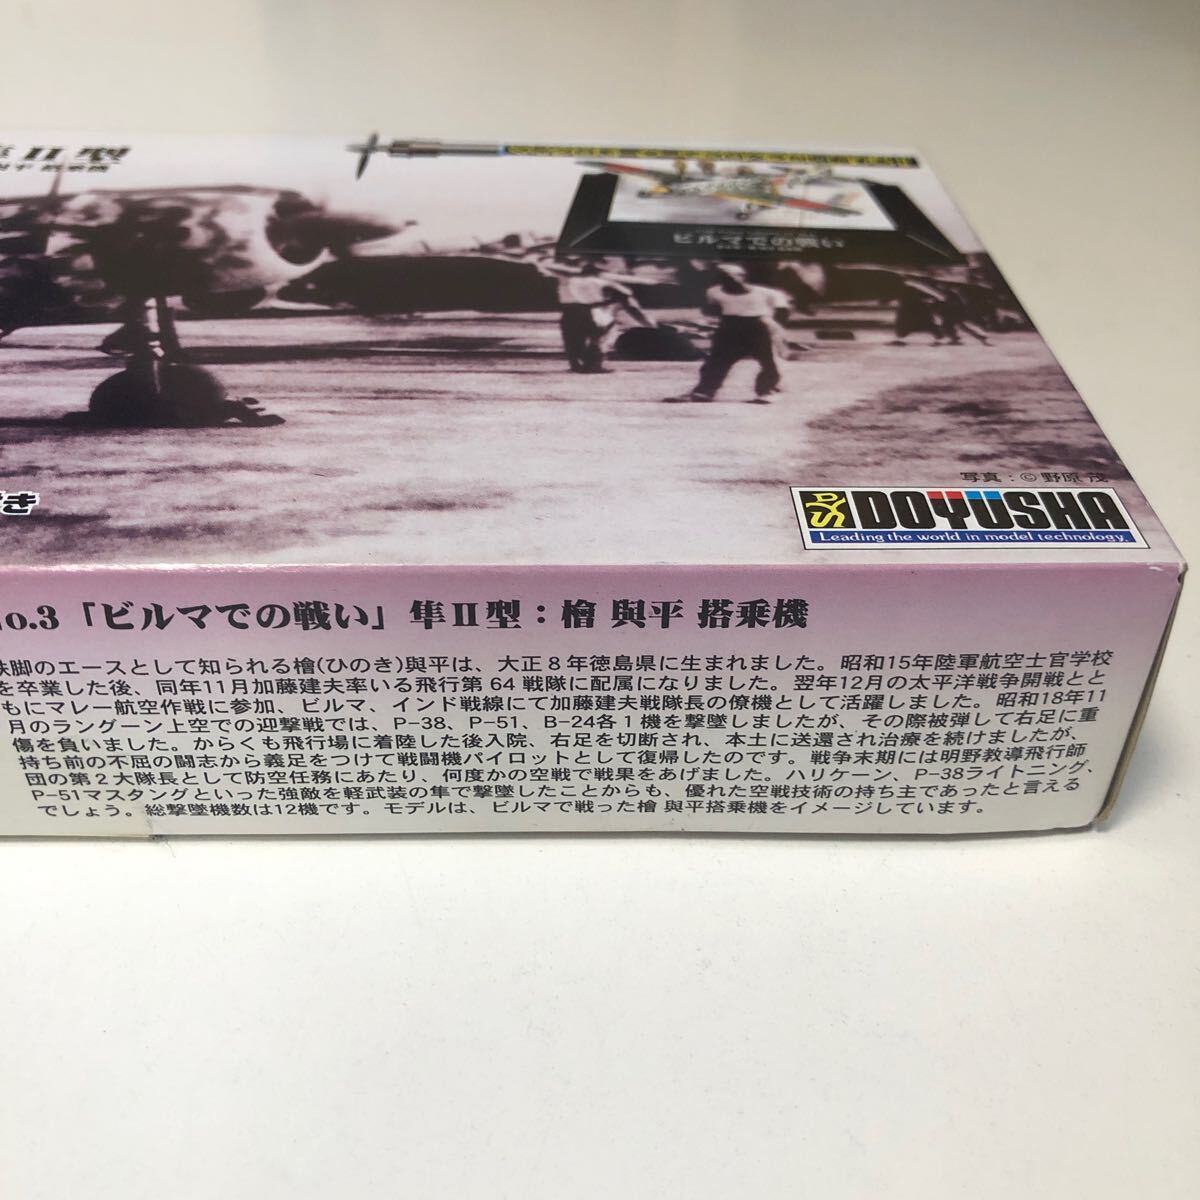 II型
ビルマでの戦い
き
写真：© 野原 茂
DOYUSHA
Leading the world in model technology.
No.3「ビルマでの戦い」隼II型：檜 與平 搭乗機
鉄脚のエースとして知られる檜(ひのき)與平は、大正8年徳島県に生まれました。昭和15年陸軍航空士官学校
を卒業した後、同年11月加藤建夫率いる飛行第64戦隊に配属になりました。翌年12月の太平洋戦争開戦とと
もにマレー航空作戦に参加、ビルマ、インド戦線にて加藤建夫戦隊長の僚機として活躍しました。昭和18年11
月のラングーン上空での迎撃戦では、P-38、P-51、B-24各1機を撃墜しましたが、その際被弾して右足に重
傷を負いました。からくも飛行場に着陸した後入院、右足を切断され、本土に送還され治療を続けましたが、
持ち前の不屈の闘志から義足をつけて戦闘機パイロットとして復帰したのです。戦争末期には明野教導飛行師
団の第2大隊長として防空任務にあたり、何度かの空戦で戦果をあげました。ハリケーン、P-38ライトニング、
P-51マスタングといった強敵を軽武装の隼で撃墜したことからも、優れた空戦技術の持ち主であったと言える
でしょう。総撃墜機数は12機です。モデルは、ビルマで戦った檜 與平搭乗機をイメージしています。